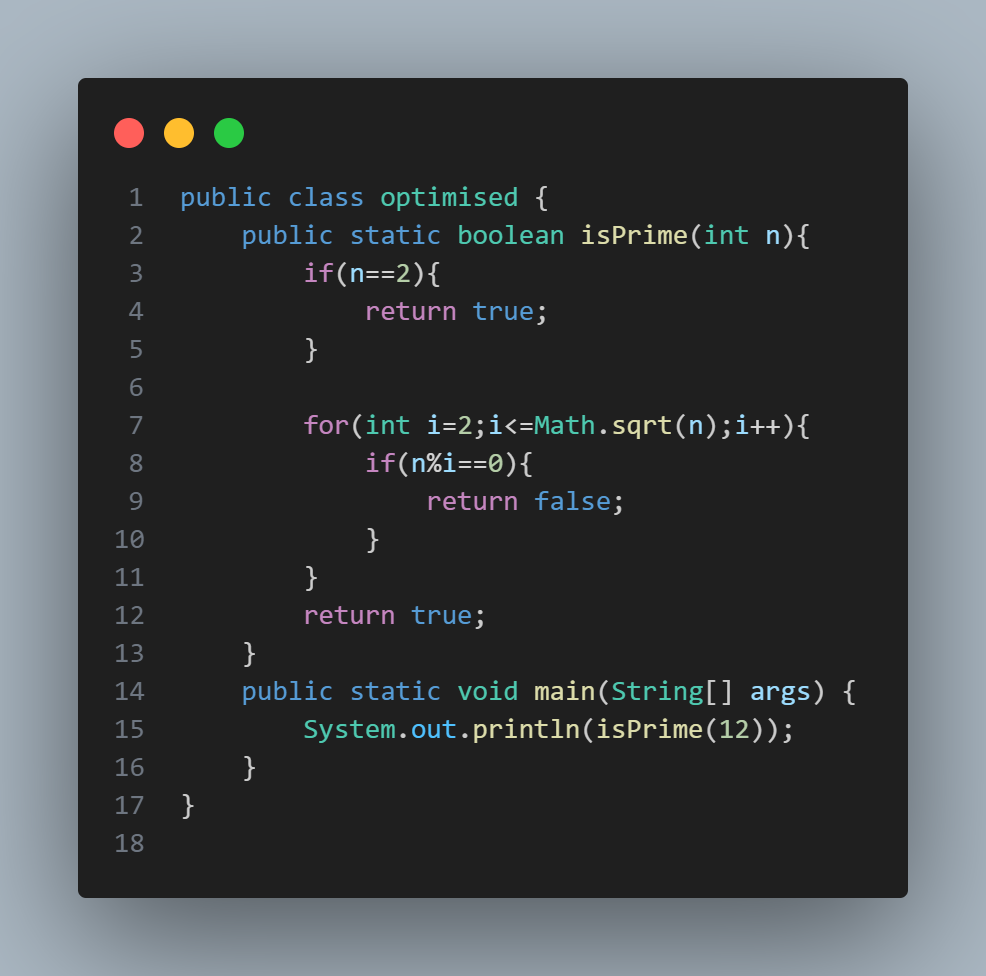 1 public class optimised {
2     public static boolean isPrime(int n){
3         if(n==2){
4             return true;
5         }
6
7         for(int i=2;i<=Math.sqrt(n);i++){
8             if(n%i==0){
9                 return false;
10             }
11         }
12         return true;
13     }
14     public static void main(String[] args) {
15         System.out.println(isPrime(12));
16     }
17 }
18